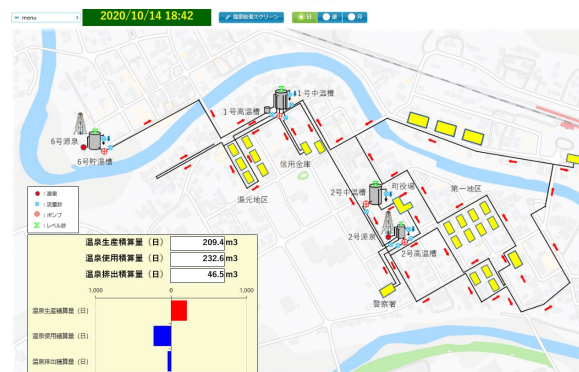 menu
2020/10/14 18:42
温泉総量スクリーン
日
週
月
1号中温槽
1号高温槽
6号源泉
6号貯温槽
信用金庫
湯元地区
2号中温槽
町役場
第一地区
2号源泉
2号高温槽
警察署
：温泉
：流量計
：ポンプ
：レベル計
温泉生産積算量（日） 209.4 m3
温泉使用積算量（日） 232.6 m3
温泉排出積算量（日） 46.5 m3
1,000 0 1,000
温泉生産積算量（日）
温泉使用積算量（日）
温泉排出積算量（日）